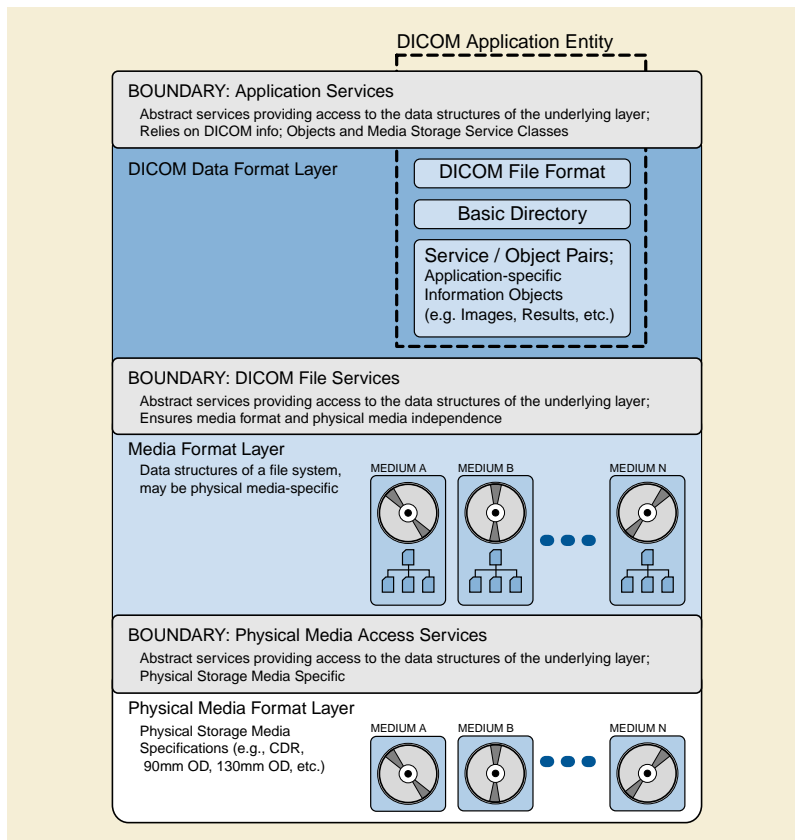 DICOM Application Entity
BOUNDARY: Application Services
Abstract services providing access to the data structures of the underlying layer;
Relies on DICOM info; Objects and Media Storage Service Classes
DICOM Data Format Layer
DICOM File Format
Basic Directory
Service / Object Pairs;
Application-specific
Information Objects
(e.g. Images, Results, etc.)
BOUNDARY: DICOM File Services
Abstract services providing access to the data structures of the underlying layer;
Ensures media format and physical media independence
Media Format Layer
Data structures of a file system,
may be physical media-specific
MEDIUM A
MEDIUM B
MEDIUM N
BOUNDARY: Physical Media Access Services
Abstract services providing access to the data structures of the underlying layer;
Physical Storage Media Specific
Physical Media Format Layer
Physical Storage Media
Specifications (e.g., CDR,
90mm OD, 130mm OD, etc.)
MEDIUM A
MEDIUM B
MEDIUM N